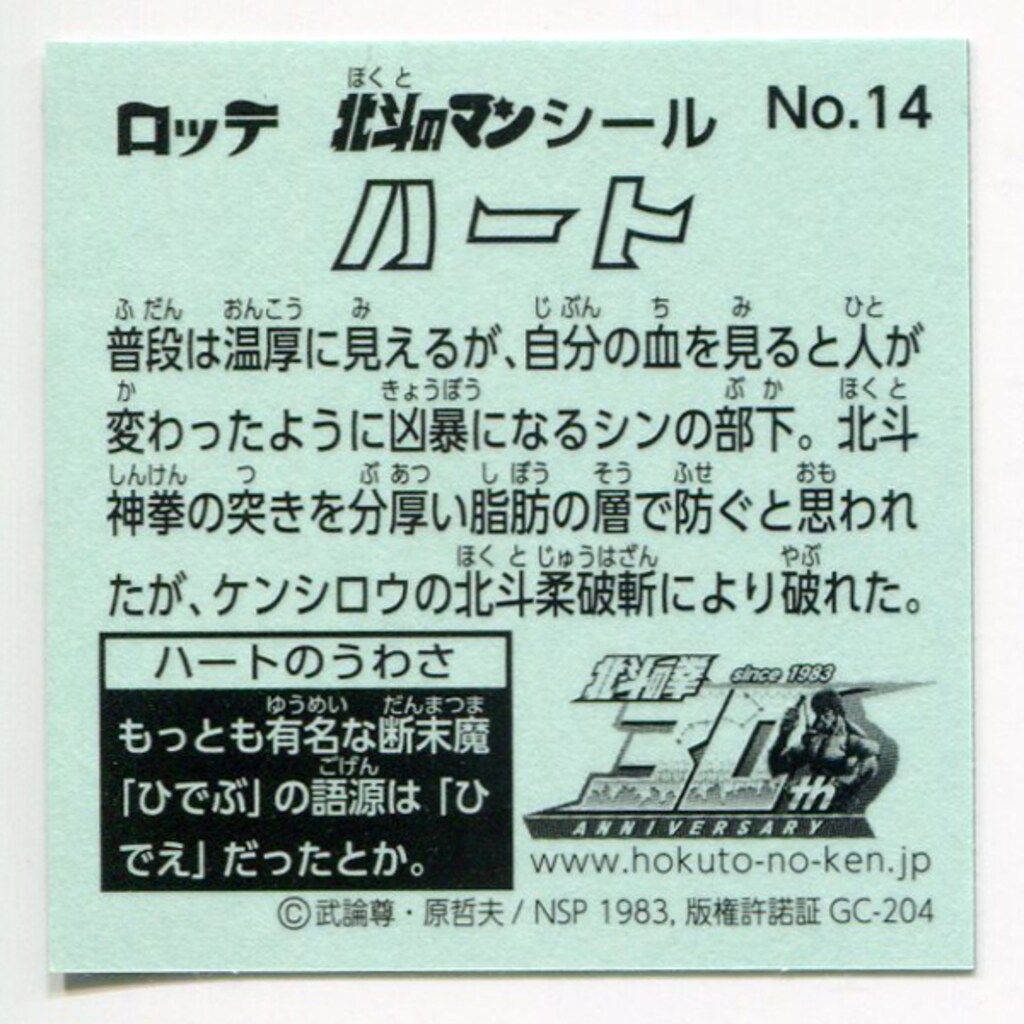 ロッテ 北斗のマンシール No.14
ほくと
ハート
ふだん おんこう み じぶん ち み ひと
普段は温厚に見えるが、自分の血を見ると人が
か きょうぼう ぶか ほくと
変わったように凶暴になるシンの部下。北斗
しんけん つ ぶあつ しぼう そう ふせ おも
神拳の突きを分厚い脂肪の層で防ぐと思われ
ほくとじゅうはざん やぶ
たが、ケンシロウの北斗柔破斬により破れた。
ハートのうわさ
ゆうめい だんまつま
もっとも有名な断末魔
ごげん
「ひでぶ」の語源は「ひ
でえ」だったとか。
北斗の拳 since 1983
30th
ANNIVERSARY
www.hokuto-no-ken.jp
©武論尊・原哲夫 / NSP 1983, 版権許諾証 GC-204